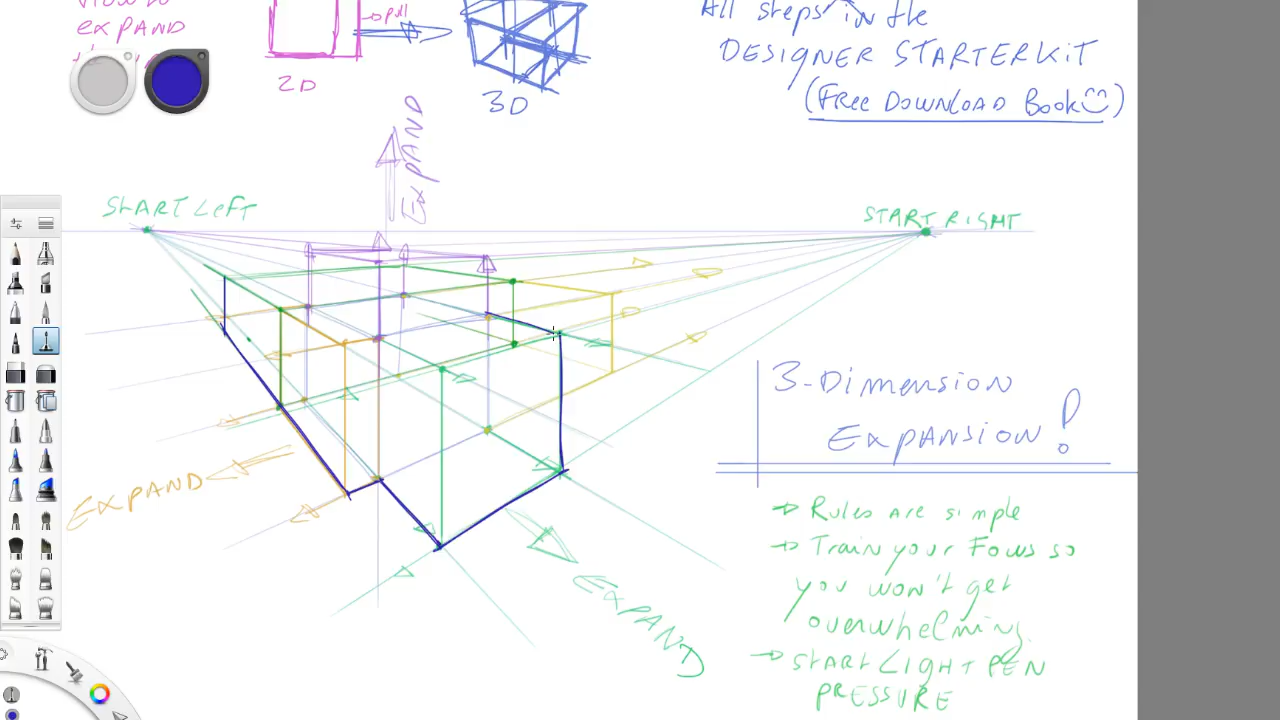 EXPAND
pull
2D
3D
All steps in the
DESIGNER STARTERKIT
(FREE DOWNLOAD BOOK☺)
EXPAND
START LEFT
START RIGHT
3-Dimension
EXPANSION!
EXPAND
EXPAND
→ Rules are simple
→ Train your Focus so
you won't get
overwhelming.
→ START LIGHT PEN
PRESSURE